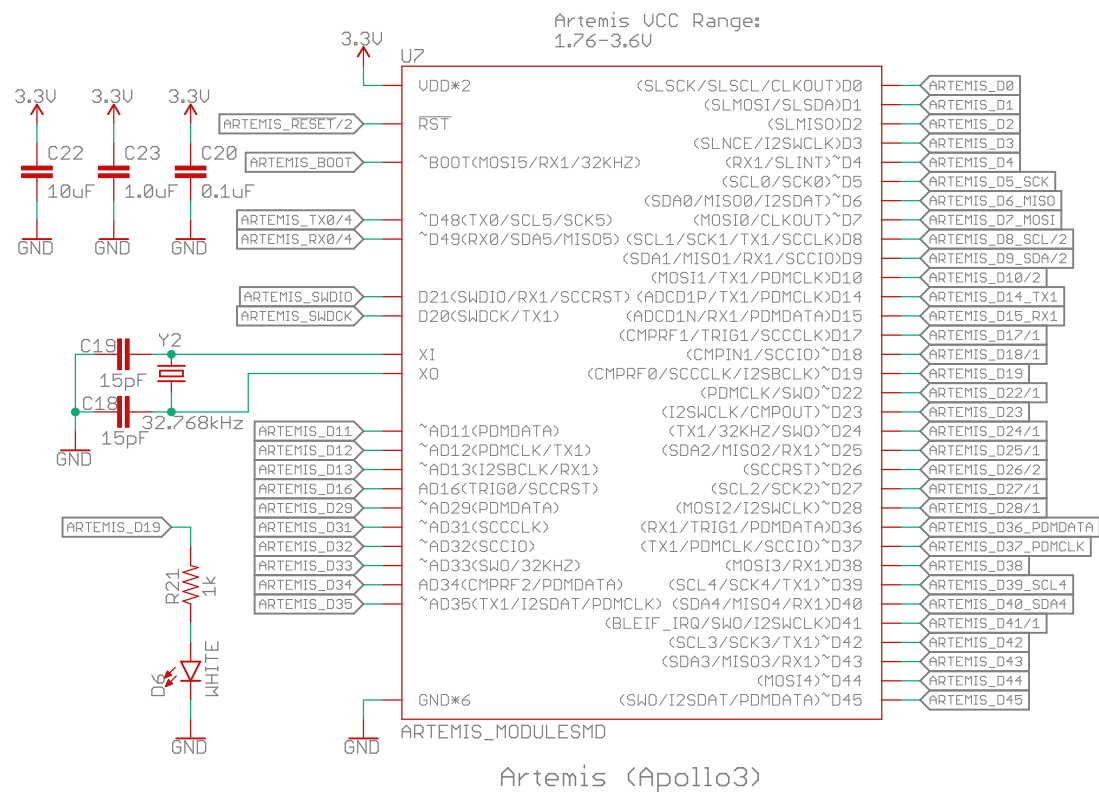 Artemis VCC Range:
1.76-3.6V
3.3V
U7
3.3V 3.3V 3.3V
C22 C23 C20
10uF 1.0uF 0.1uF
GND GND GND
ARTEMIS_RESET/2
ARTEMIS_BOOT
ARTEMIS_TX0/4
ARTEMIS_RX0/4
ARTEMIS_SWDIO
ARTEMIS_SWDCK
C19
15pF
Y2
C18
15pF
32.768kHz
GND
ARTEMIS_D11
ARTEMIS_D12
ARTEMIS_D13
ARTEMIS_D16
ARTEMIS_D29
ARTEMIS_D31
ARTEMIS_D32
ARTEMIS_D33
ARTEMIS_D34
ARTEMIS_D35
ARTEMIS_D19
R21
1k
D6
WHITE
GND
GND
VDD*2
RST
~BOOT(MOSI5/RX1/32KHZ)
~D48(TX0/SCL5/SCK5)
~D49(RX0/SDA5/MISO5)
D21(SWDIO/RX1/SCCRST)
D20(SWDCK/TX1)
XI
XO
~AD11(PDMDATA)
~AD12(PDMCLK/TX1)
~AD13(I2SBCLK/RX1)
AD16(TRIG0/SCCRST)
~AD29(PDMDATA)
~AD31(SCCCLK)
~AD32(SCCIO)
~AD33(SWO/32KHZ)
AD34(CMPRF2/PDMDATA)
~AD35(TX1/I2SDAT/PDMCLK)
GND*6
(SLSCK/SLSCL/CLKOUT)D0 ARTEMIS_D0
(SLMOSI/SLSDA)D1 ARTEMIS_D1
(SLMISO)D2 ARTEMIS_D2
(SLNCE/I2SWCLK)D3 ARTEMIS_D3
(RX1/SLINT)~D4 ARTEMIS_D4
(SCL0/SCK0)~D5 ARTEMIS_D5_SCK
(SDA0/MISO0/I2SDAT)~D6 ARTEMIS_D6_MISO
(MOSI0/CLKOUT)~D7 ARTEMIS_D7_MOSI
(SCL1/SCK1/TX1/SCCLK)D8 ARTEMIS_D8_SCL/2
(SDA1/MISO1/RX1/SCCIO)D9 ARTEMIS_D9_SDA/2
(MOSI1/TX1/PDMCLK)D10 ARTEMIS_D10/2
(ADCD1P/TX1/PDMCLK)D14 ARTEMIS_D14_TX1
(ADCD1N/RX1/PDMDATA)D15 ARTEMIS_D15_RX1
(CMPRF1/TRIG1/SCCCLK)D17 ARTEMIS_D17/1
(CMPIN1/SCCIO)~D18 ARTEMIS_D18/1
(CMPRF0/SCCCLK/I2SBCLK)~D19 ARTEMIS_D19
(PDMCLK/SWO)D22 ARTEMIS_D22/1
(I2SWCLK/CMPOUT)~D23 ARTEMIS_D23
(TX1/32KHZ/SWO)~D24 ARTEMIS_D24/1
(SDA2/MISO2/RX1)~D25 ARTEMIS_D25/1
(SCCRST)~D26 ARTEMIS_D26/2
(SCL2/SCK2)~D27 ARTEMIS_D27/1
(MOSI2/I2SWCLK)~D28 ARTEMIS_D28/1
(RX1/TRIG1/PDMDATA)D36 ARTEMIS_D36_PDMDATA
(TX1/PDMCLK/SCCIO)~D37 ARTEMIS_D37_PDMCLK
(MOSI3/RX1)D38 ARTEMIS_D38
(SCL4/SCK4/TX1)~D39 ARTEMIS_D39_SCL4
(SDA4/MISO4/RX1)D40 ARTEMIS_D40_SDA4
(BLEIF_IRQ/SWO/I2SWCLK)D41 ARTEMIS_D41/1
(SCL3/SCK3/TX1)~D42 ARTEMIS_D42
(SDA3/MISO3/RX1)~D43 ARTEMIS_D43
(MOSI4)~D44 ARTEMIS_D44
(SWO/I2SDAT/PDMDATA)~D45 ARTEMIS_D45
ARTEMIS_MODULESMD
Artemis (Apollo3)